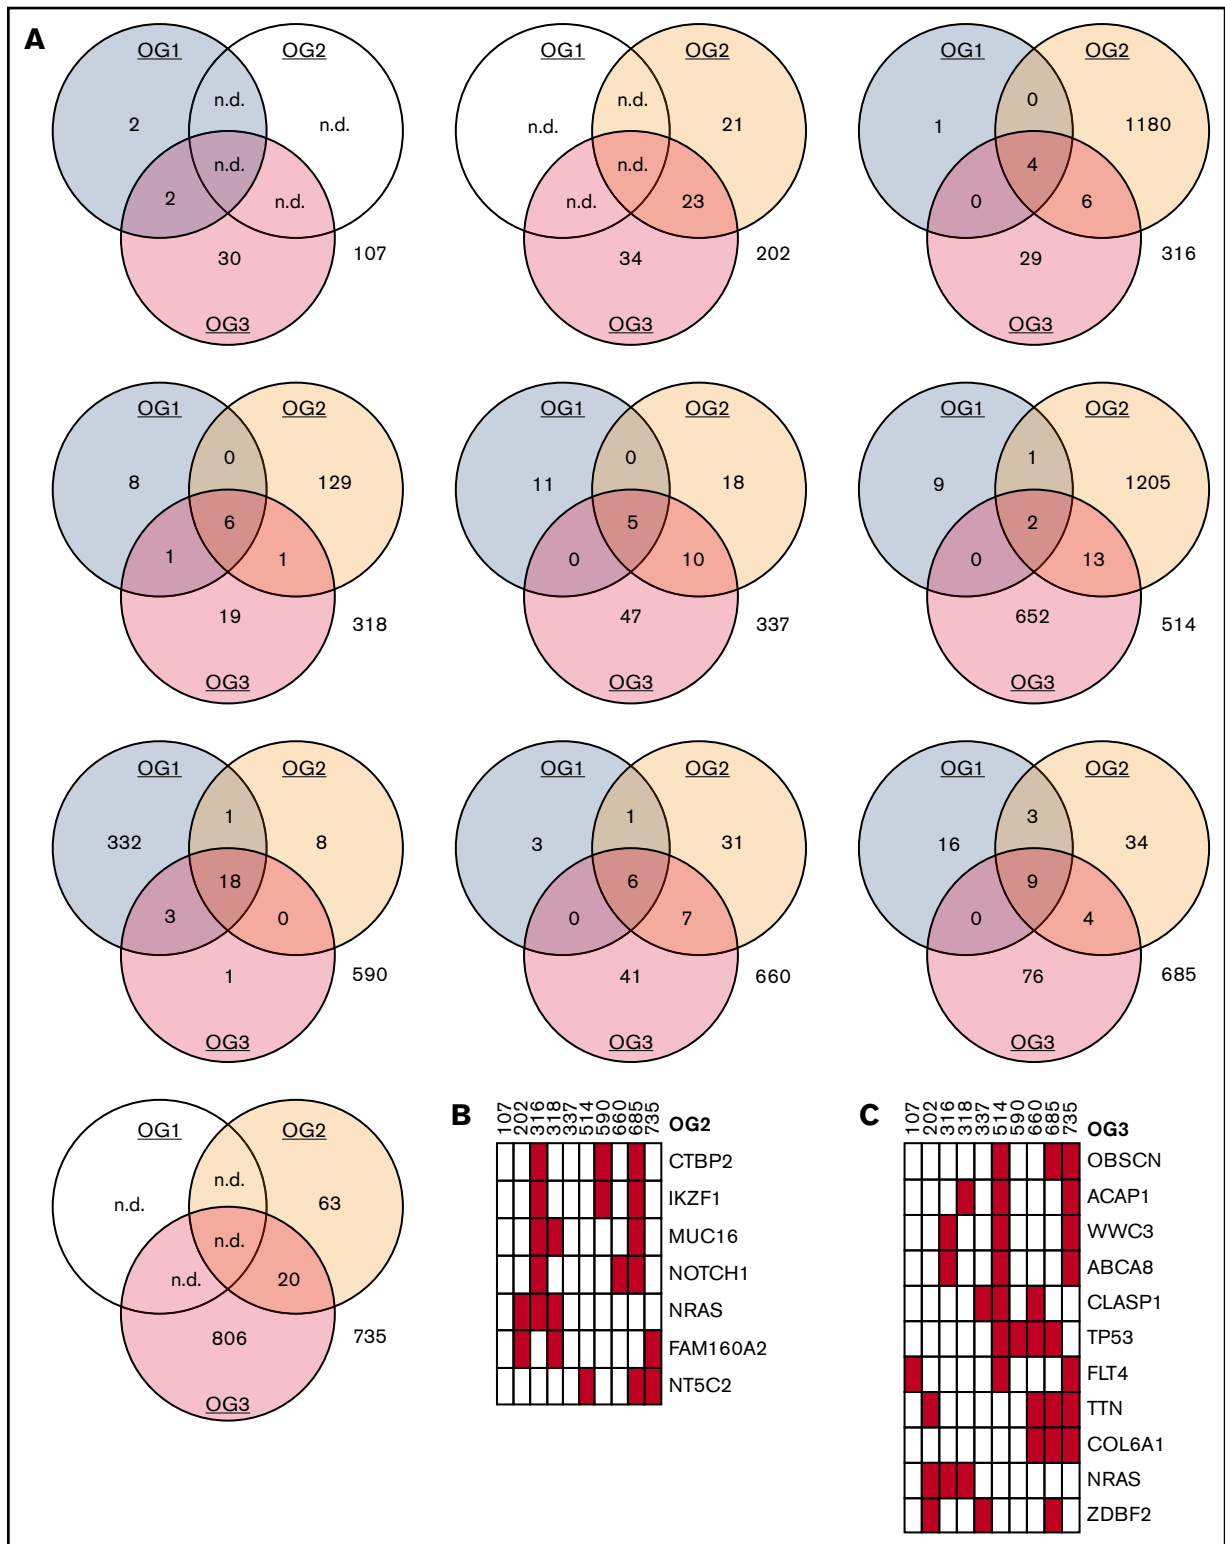 A
OG1 OG2
n.d.
2 n.d.
n.d.
2 n.d.
30 107
OG3
OG1 OG2
n.d.
n.d. 21
n.d.
n.d. 23
34 202
OG3
OG1 OG2
0
1 1180
4
0 6
29 316
OG3
OG1 OG2
0
8 129
6
1 1
19 318
OG3
OG1 OG2
0
11 18
5
0 10
47 337
OG3
OG1 OG2
1
9 1205
2
0 13
652 514
OG3
OG1 OG2
1
332 8
18
3 0
1 590
OG3
OG1 OG2
1
3 31
6
0 7
41 660
OG3
OG1 OG2
3
16 34
9
0 4
76 685
OG3
OG1 OG2
n.d.
n.d. 63
n.d.
n.d. 20
806 735
OG3
B
107 202 316 318 337 514 590 660 685 735 OG2
CTBP2
IKZF1
MUC16
NOTCH1
NRAS
FAM160A2
NT5C2
C
107 202 316 318 337 514 590 660 685 735 OG3
OBSCN
ACAP1
WWC3
ABCA8
CLASP1
TP53
FLT4
TTN
COL6A1
NRAS
ZDBF2